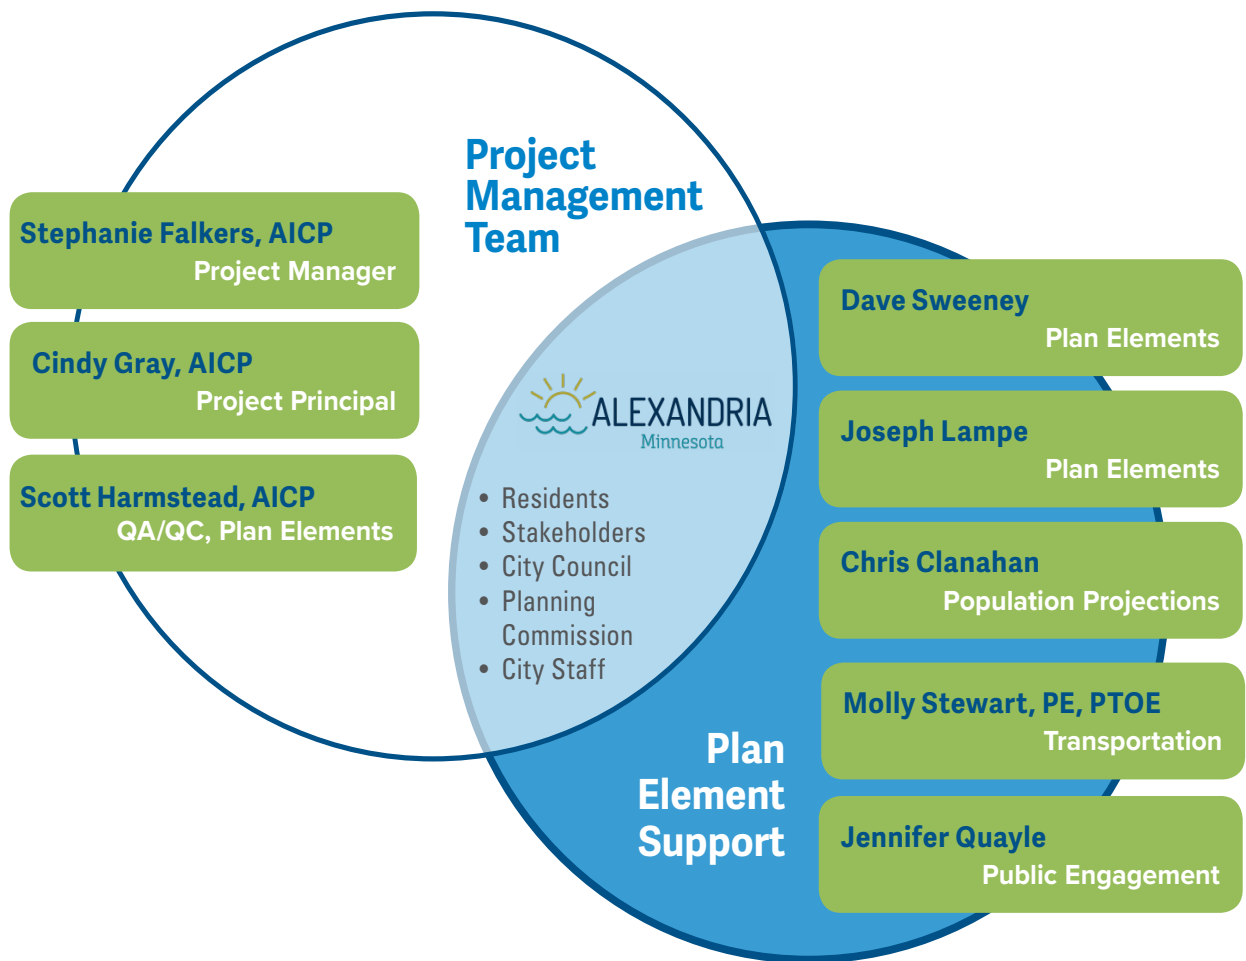 Project
Management
Team
Stephanie Falkers, AICP
Project Manager
Cindy Gray, AICP
Project Principal
Scott Harmstead, AICP
QA/QC, Plan Elements
ALEXANDRIA
Minnesota
• Residents
• Stakeholders
• City Council
• Planning
Commission
• City Staff
Plan
Element
Support
Dave Sweeney
Plan Elements
Joseph Lampe
Plan Elements
Chris Clanahan
Population Projections
Molly Stewart, PE, PTOE
Transportation
Jennifer Quayle
Public Engagement